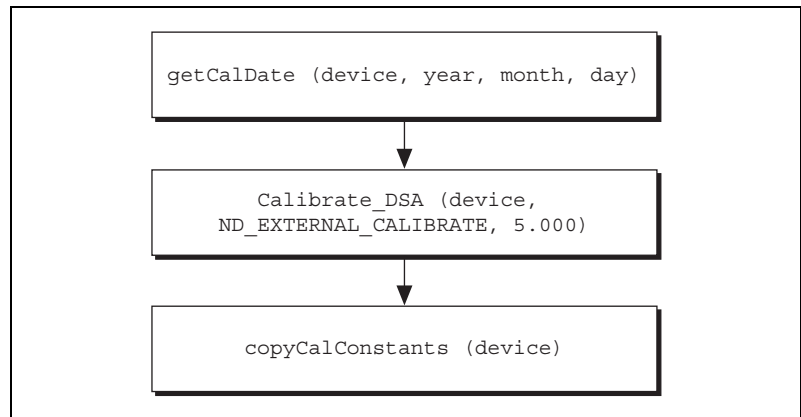 getCalDate (device, year, month, day)
Calibrate_DSA (device,
ND_EXTERNAL_CALIBRATE, 5.000)
copyCalConstants (device)